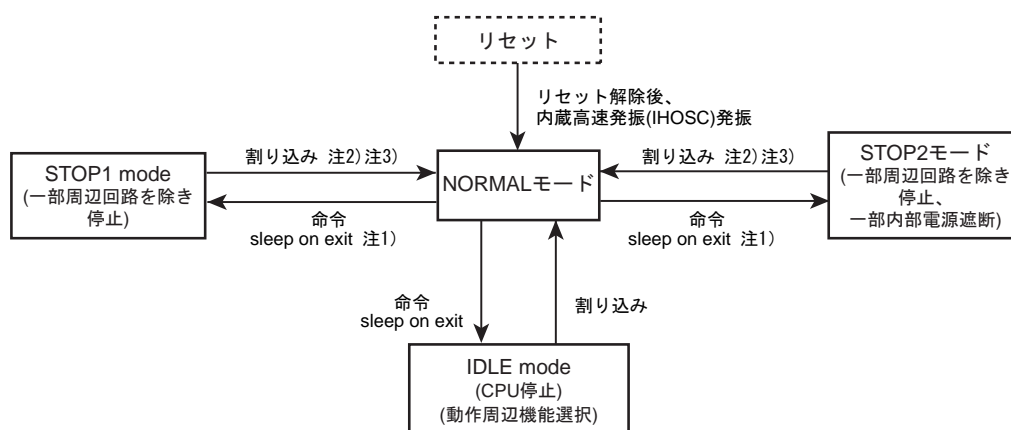 リセット
リセット解除後、
内蔵高速発振(IHOSC)発振
STOP1 mode
(一部周辺回路を除き
停止)
割り込み 注2) 注3)
命令
sleep on exit 注1)
NORMALモード
割り込み 注2) 注3)
命令
sleep on exit 注1)
STOP2モード
(一部周辺回路を除き
停止、
一部内部電源遮断)
命令
sleep on exit
割り込み
IDLE mode
(CPU停止)
(動作周辺機能選択)